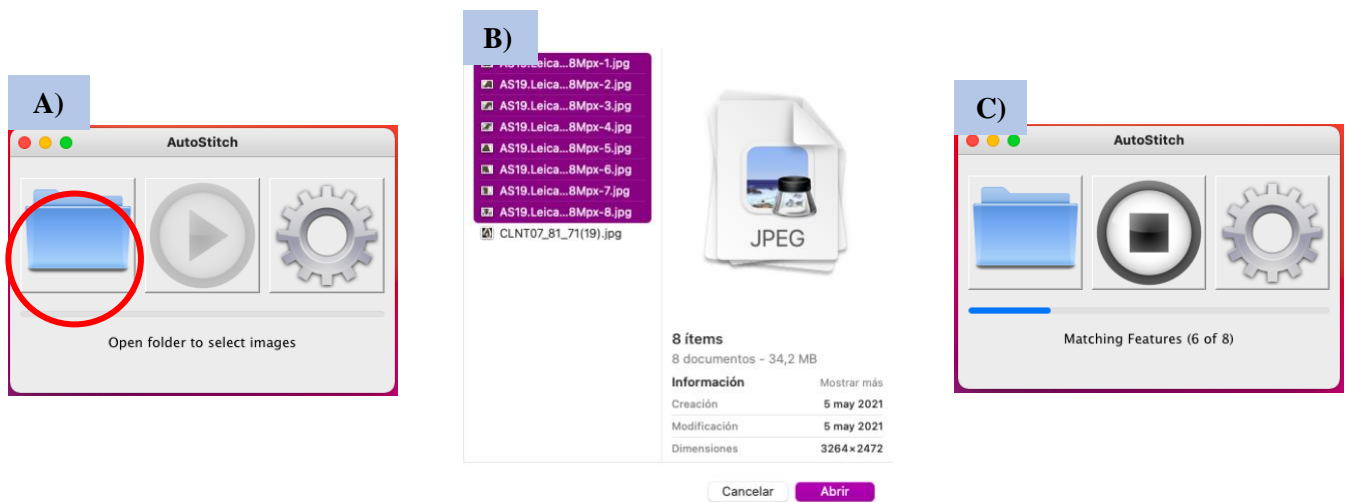 A)
AutoStitch
Open folder to select images
B)
AS19.Leica...8Mpx-1.jpg
AS19.Leica...8Mpx-2.jpg
AS19.Leica...8Mpx-3.jpg
AS19.Leica...8Mpx-4.jpg
AS19.Leica...8Mpx-5.jpg
AS19.Leica...8Mpx-6.jpg
AS19.Leica...8Mpx-7.jpg
AS19.Leica...8Mpx-8.jpg
CLNT07_81_71(19).jpg
JPEG
8 ítems
8 documentos - 34,2 MB
Información Mostrar más
Creación 5 may 2021
Modificación 5 may 2021
Dimensiones 3264×2472
Cancelar Abrir
C)
AutoStitch
Matching Features (6 of 8)